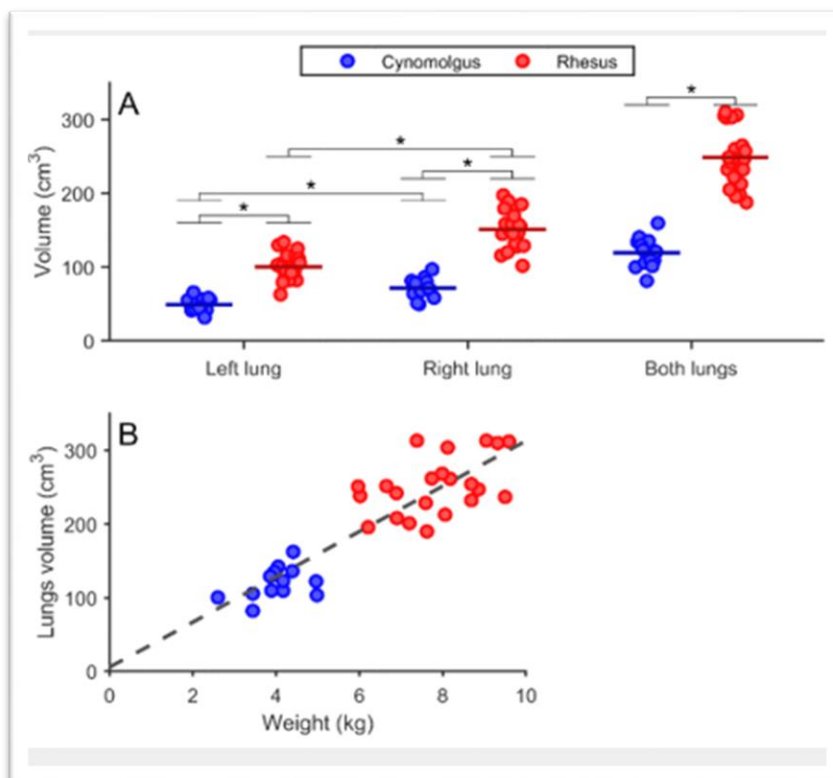 Cynomolgus Rhesus
A
Volume (cm³)
300
200
100
0
*
*
*
*
*
Left lung Right lung Both lungs
B
Lungs volume (cm³)
300
200
100
0
0 2 4 6 8 10
Weight (kg)